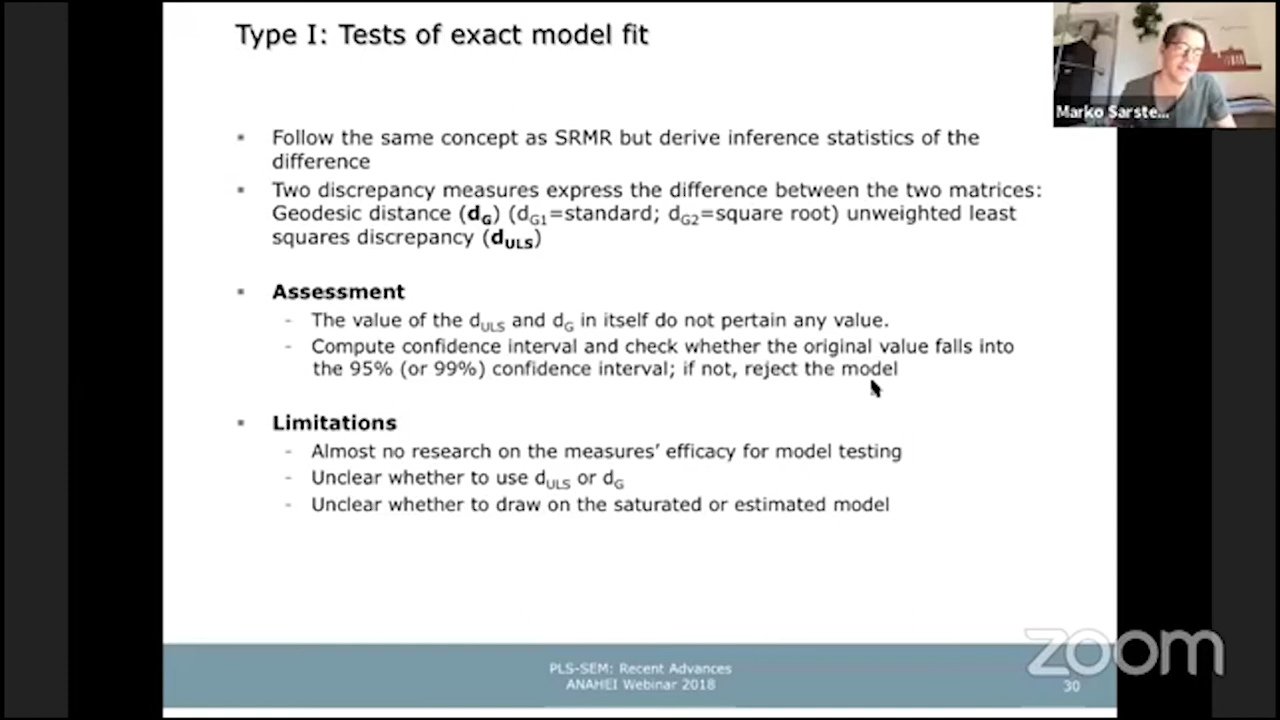 Type I: Tests of exact model fit
Marko Sarste...
▪ Follow the same concept as SRMR but derive inference statistics of the
difference
▪ Two discrepancy measures express the difference between the two matrices:
Geodesic distance (dG) (dG1=standard; dG2=square root) unweighted least
squares discrepancy (dULS)
▪ Assessment
- The value of the dULS and dG in itself do not pertain any value.
- Compute confidence interval and check whether the original value falls into
the 95% (or 99%) confidence interval; if not, reject the model
▪ Limitations
- Almost no research on the measures’ efficacy for model testing
- Unclear whether to use dULS or dG
- Unclear whether to draw on the saturated or estimated model
PLS-SEM: Recent Advances
ANAHEI Webinar 2018
30
zoom